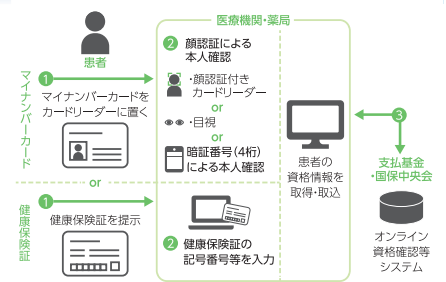 医療機関・薬局
患者
マイナンバーカード
1
マイナンバーカードを
カードリーダーに置く
2
顔認証による
本人確認
・顔認証付き
カードリーダー
or
・目視
or
暗証番号(4桁)
による本人確認
or
健康保険証
1
健康保険証を提示
2
健康保険証の
記号番号等を入力
患者の
資格情報を
取得・取込
3
支払基金
・国保中央会
オンライン
資格確認等
システム